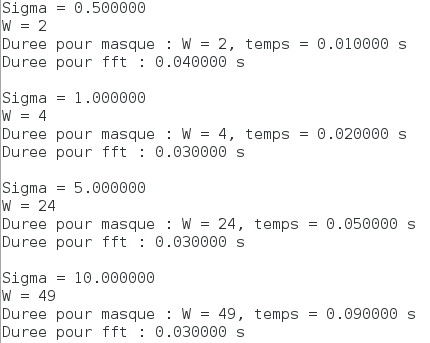 Sigma = 0.500000
W = 2
Duree pour masque : W = 2, temps = 0.010000 s
Duree pour fft : 0.040000 s
Sigma = 1.000000
W = 4
Duree pour masque : W = 4, temps = 0.020000 s
Duree pour fft : 0.030000 s
Sigma = 5.000000
W = 24
Duree pour masque : W = 24, temps = 0.050000 s
Duree pour fft : 0.030000 s
Sigma = 10.000000
W = 49
Duree pour masque : W = 49, temps = 0.090000 s
Duree pour fft : 0.030000 s